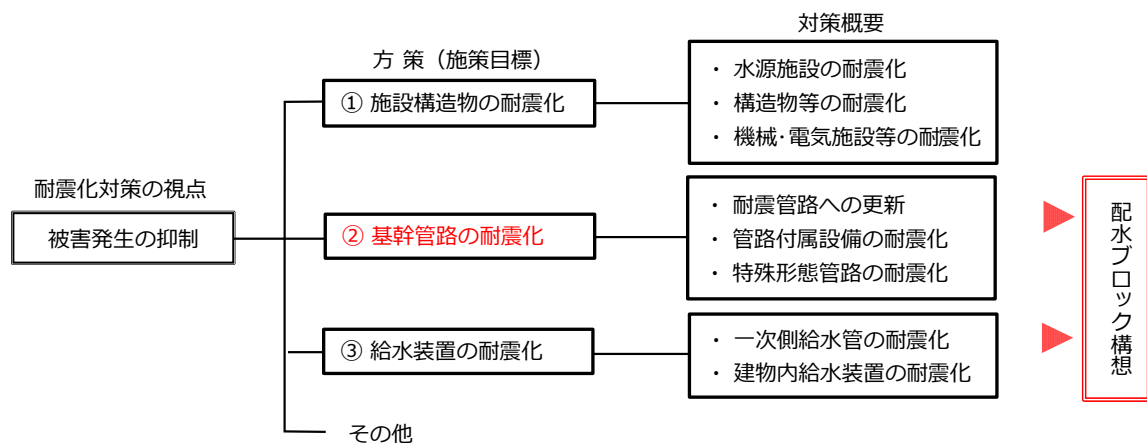 対策概要
方 策（施策目標）
① 施設構造物の耐震化
・ 水源施設の耐震化
・ 構造物等の耐震化
・ 機械･電気施設等の耐震化
耐震化対策の視点
被害発生の抑制
② 基幹管路の耐震化
・ 耐震管路への更新
・ 管路付属設備の耐震化
・ 特殊形態管路の耐震化
③ 給水装置の耐震化
・ 一次側給水管の耐震化
・ 建物内給水装置の耐震化
その他
配水ブロック構想